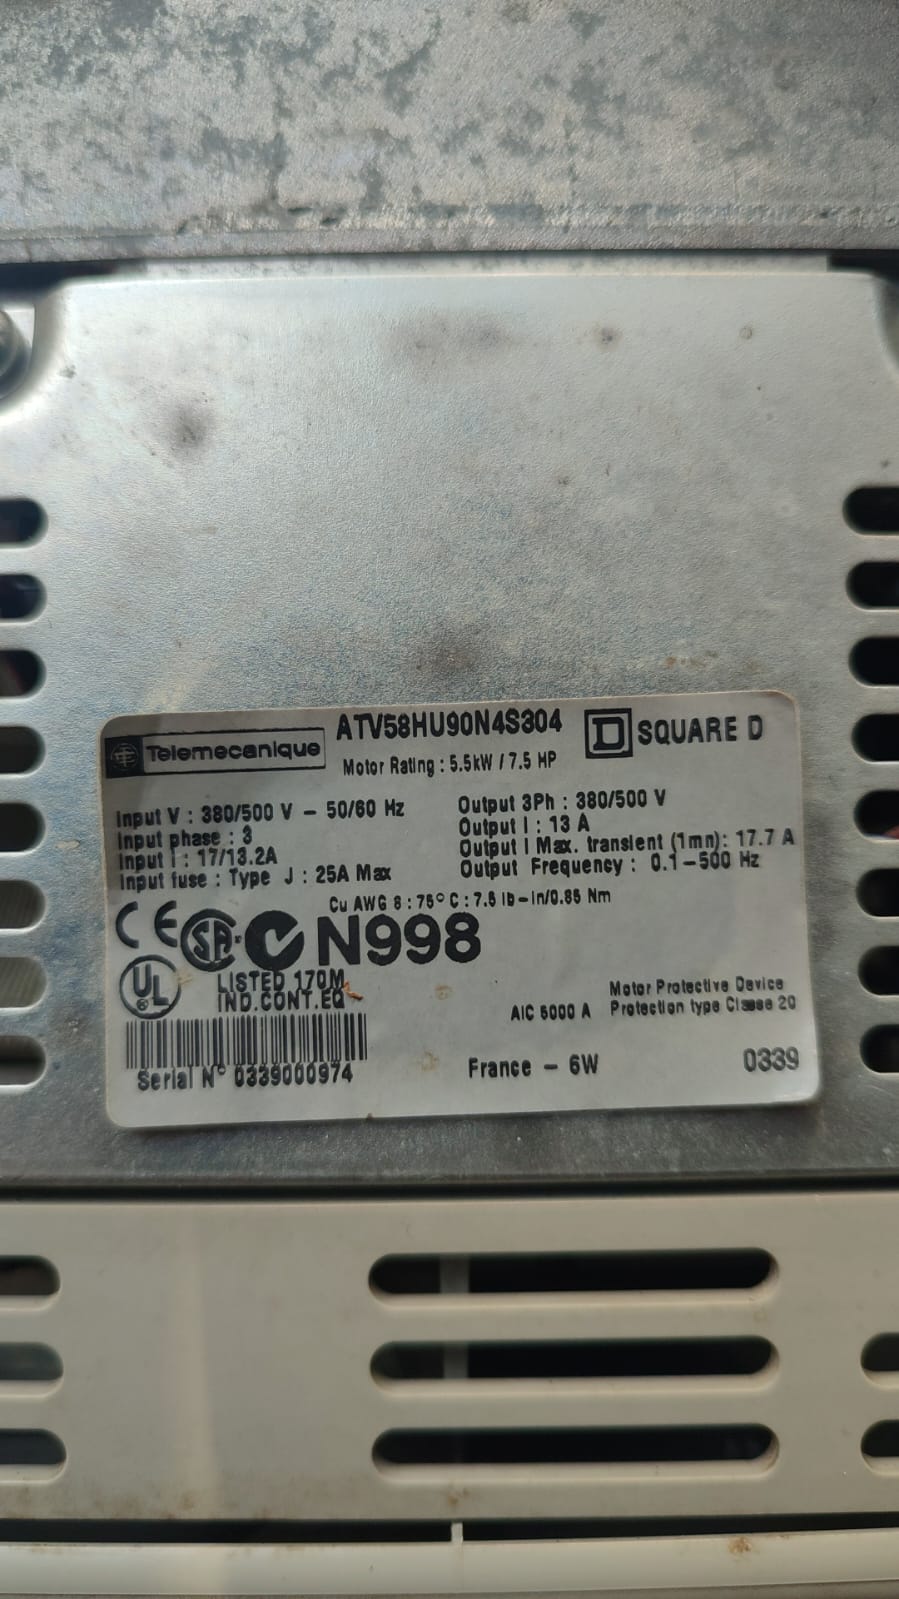 Telemecanique
ATV58HU90N4S304
SQUARE D
Motor Rating : 5.5kW / 7.5 HP
Input V : 380/500 V - 50/60 Hz
Input phase : 3
Input I : 17/13.2A
Input fuse : Type J : 25A Max
Output 3Ph : 380/500 V
Output I : 13 A
Output I Max. transient (1mn): 17.7 A
Output Frequency : 0.1-500 Hz
Cu AWG 8 : 75° C : 7.5 lb-in/0.85 Nm
CE SA N998
UL
LISTED 170M
IND.CONT.EQ
AIC 5000 A
Motor Protective Device
Protection type Classe 20
Serial N° 0339000974
France - 6W
0339